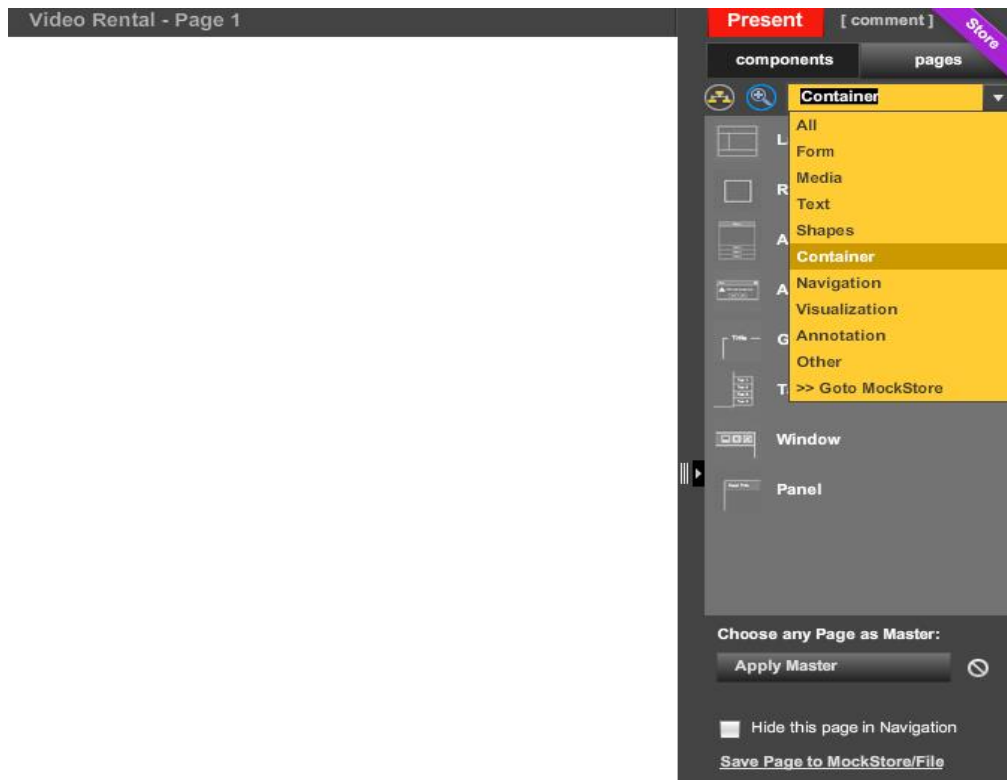 Video Rental - Page 1
Present [ comment ] Store
components pages
Container
All
Form
Media
Text
Shapes
Container
Navigation
Visualization
Annotation
Other
>> Goto MockStore
L
R
A
A
G
T
Window
Panel
Choose any Page as Master:
Apply Master
Hide this page in Navigation
Save Page to MockStore/File